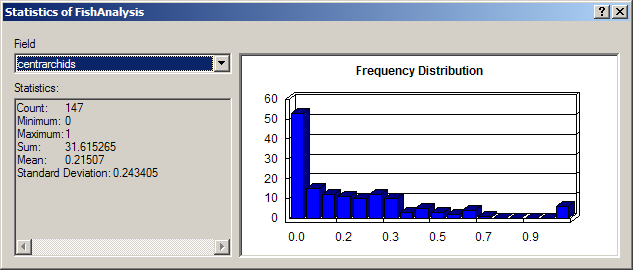 Statistics of FishAnalysis
Field
centrarchids
Statistics:
Count: 147
Minimum: 0
Maximum: 1
Sum: 31.615265
Mean: 0.21507
Standard Deviation: 0.243405
Frequency Distribution
60
50
40
30
20
10
0
0.0 0.2 0.3 0.5 0.7 0.9